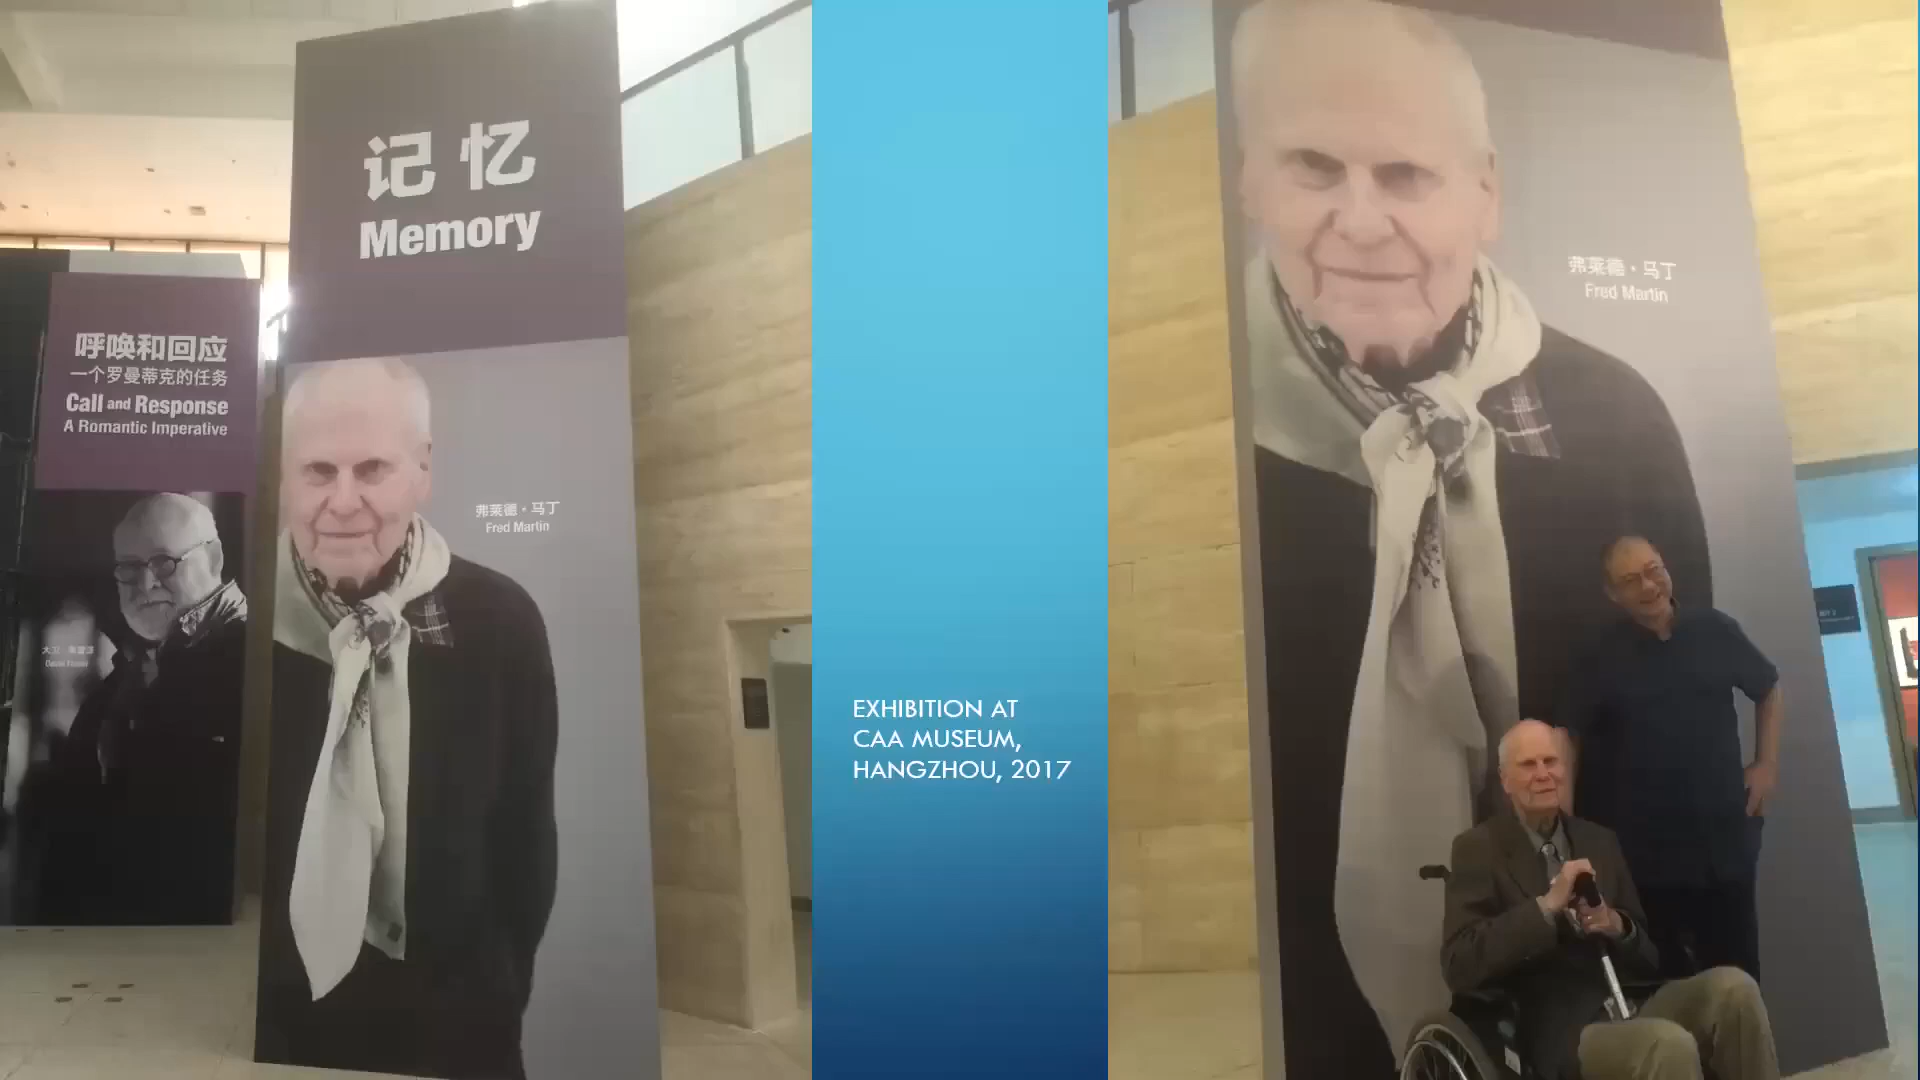 记忆
Memory
呼唤和回应
一个罗曼蒂克的任务
Call and Response
A Romantic Imperative
弗莱德·马丁
Fred Martin
EXHIBITION AT
CAA MUSEUM,
HANGZHOU, 2017
弗莱德·马丁
Fred Martin